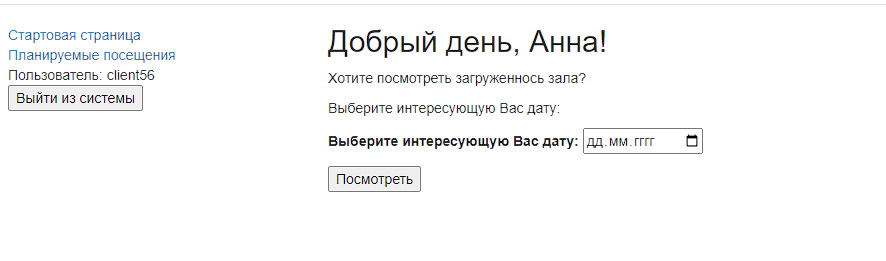 Стартовая страница
Планируемые посещения
Пользователь: client56
Выйти из системы
Добрый день, Анна!
Хотите посмотреть загруженнось зала?
Выберите интересующую Вас дату:
Выберите интересующую Вас дату: дд.мм.гггг
Посмотреть